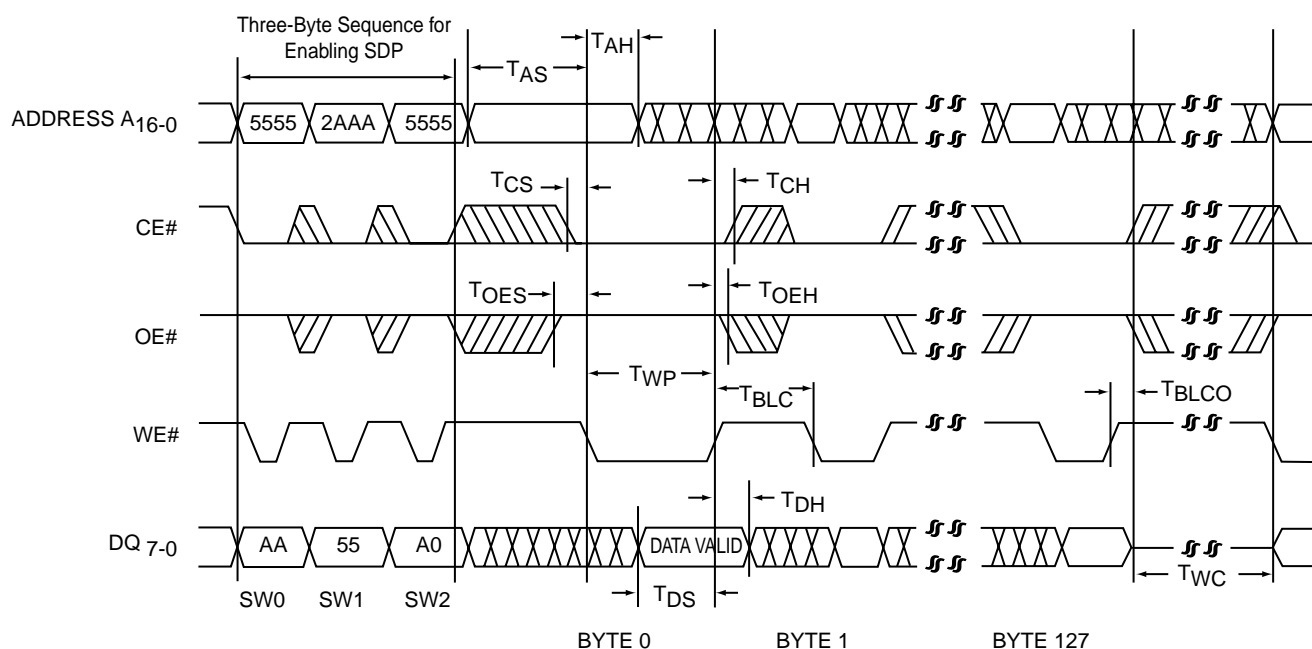 Three-Byte Sequence for
Enabling SDP
TAH
TAS
ADDRESS A16-0
5555
2AAA
5555
TCS
TCH
CE#
TOES
TOEH
OE#
TWP
TBLC
TBLCO
WE#
TDH
DQ 7-0
AA
55
A0
DATA VALID
TWC
SW0
SW1
SW2
TDS
BYTE 0
BYTE 1
BYTE 127